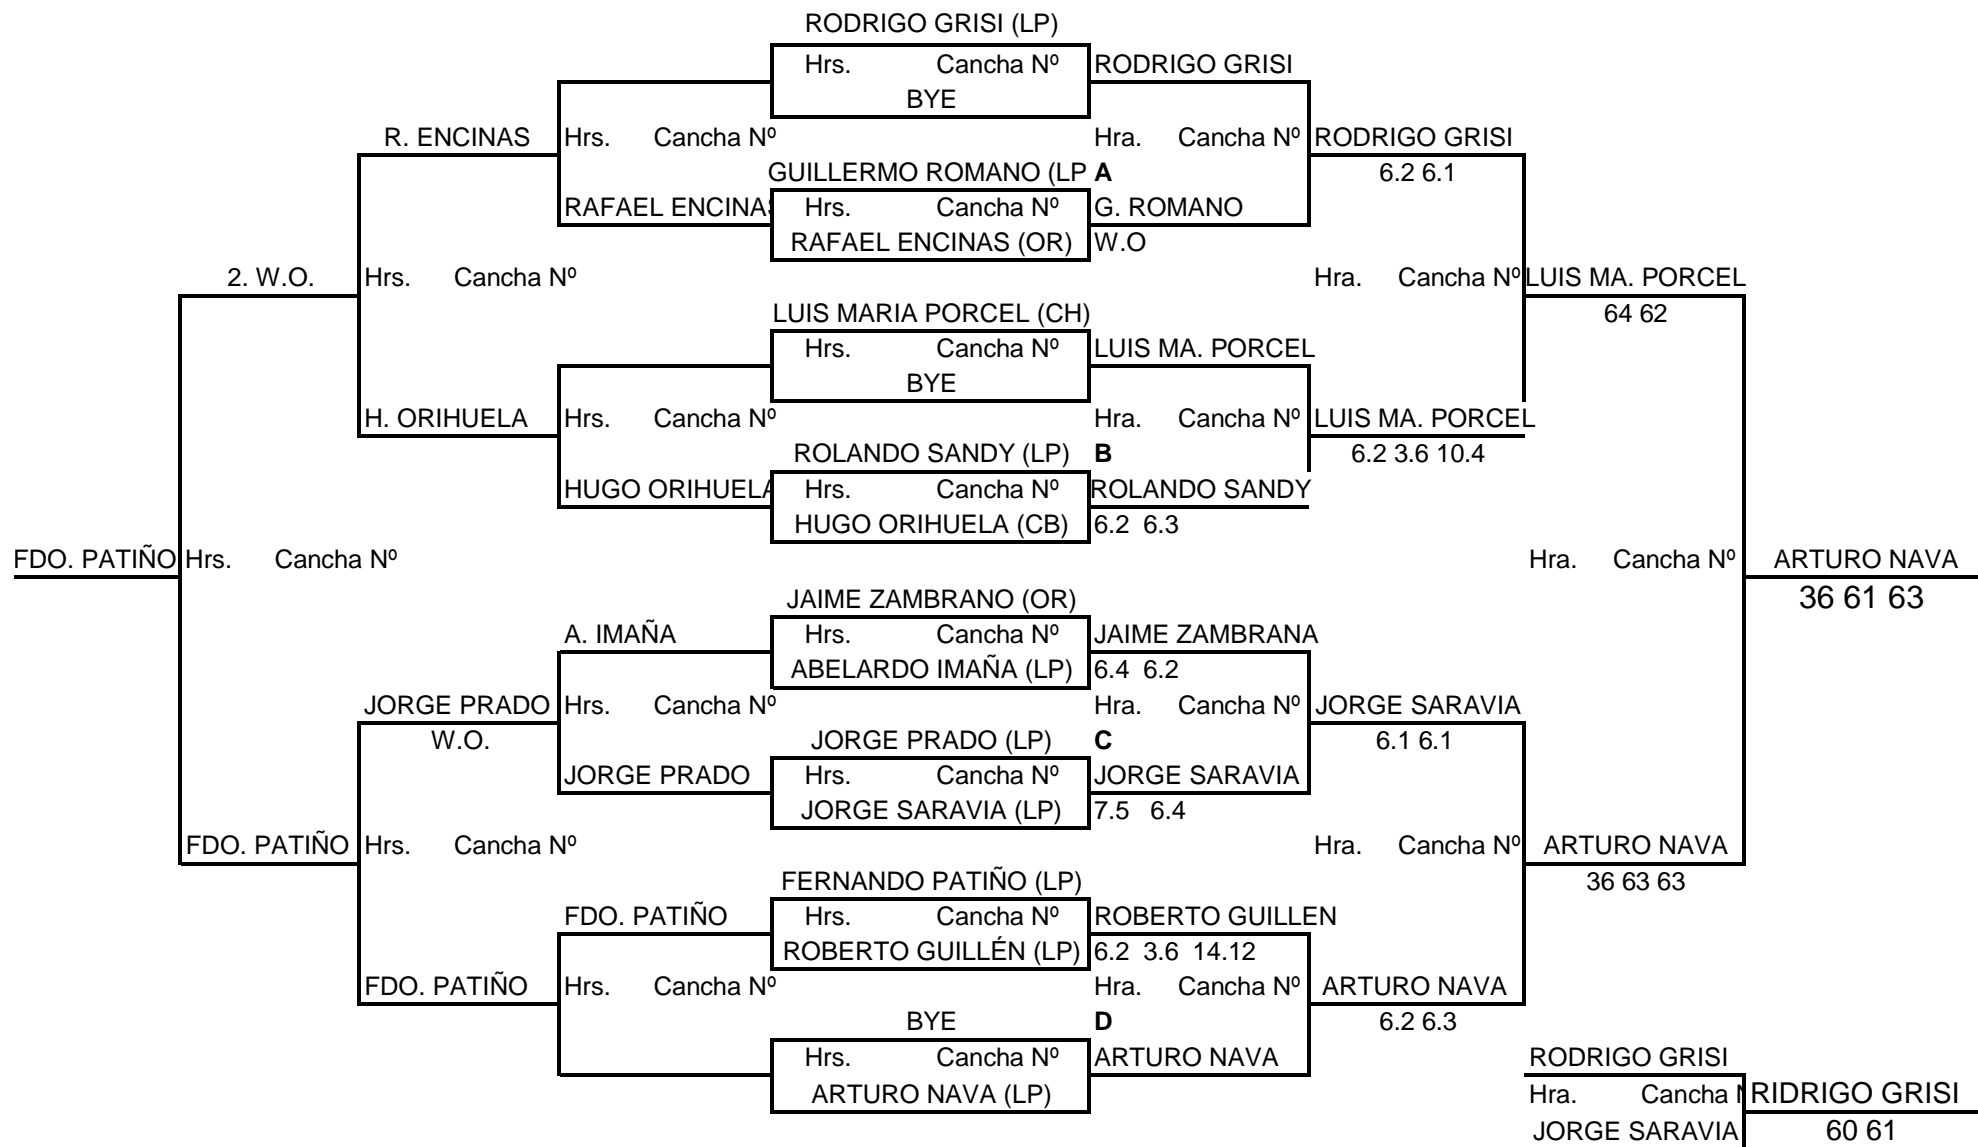 RODRIGO GRISI (LP)
Hrs. Cancha Nº RODRIGO GRISI
BYE
R. ENCINAS Hrs. Cancha Nº Hra. Cancha Nº RODRIGO GRISI
GUILLERMO ROMANO (LP A 6.2 6.1
RAFAEL ENCINAS Hrs. Cancha Nº G. ROMANO
RAFAEL ENCINAS (OR) W.O
2. W.O. Hrs. Cancha Nº Hra. Cancha Nº LUIS MA. PORCEL
LUIS MARIA PORCEL (CH) 64 62
Hrs. Cancha Nº LUIS MA. PORCEL
BYE
H. ORIHUELA Hrs. Cancha Nº Hra. Cancha Nº LUIS MA. PORCEL
ROLANDO SANDY (LP) B 6.2 3.6 10.4
HUGO ORIHUELA Hrs. Cancha Nº ROLANDO SANDY
HUGO ORIHUELA (CB) 6.2 6.3
FDO. PATIÑO Hrs. Cancha Nº Hra. Cancha Nº ARTURO NAVA
JAIME ZAMBRANO (OR) 36 61 63
A. IMAÑA Hrs. Cancha Nº JAIME ZAMBRANA
ABELARDO IMAÑA (LP) 6.4 6.2
JORGE PRADO Hrs. Cancha Nº Hra. Cancha Nº JORGE SARAVIA
W.O. JORGE PRADO (LP) C 6.1 6.1
JORGE PRADO Hrs. Cancha Nº JORGE SARAVIA
JORGE SARAVIA (LP) 7.5 6.4
FDO. PATIÑO Hrs. Cancha Nº Hra. Cancha Nº ARTURO NAVA
FERNANDO PATIÑO (LP) 36 63 63
FDO. PATIÑO Hrs. Cancha Nº ROBERTO GUILLEN
ROBERTO GUILLÉN (LP) 6.2 3.6 14.12
FDO. PATIÑO Hrs. Cancha Nº Hra. Cancha Nº ARTURO NAVA
BYE D 6.2 6.3
Hrs. Cancha Nº ARTURO NAVA RODRIGO GRISI
ARTURO NAVA (LP) Hra. Cancha N RIDRIGO GRISI
JORGE SARAVIA 60 61